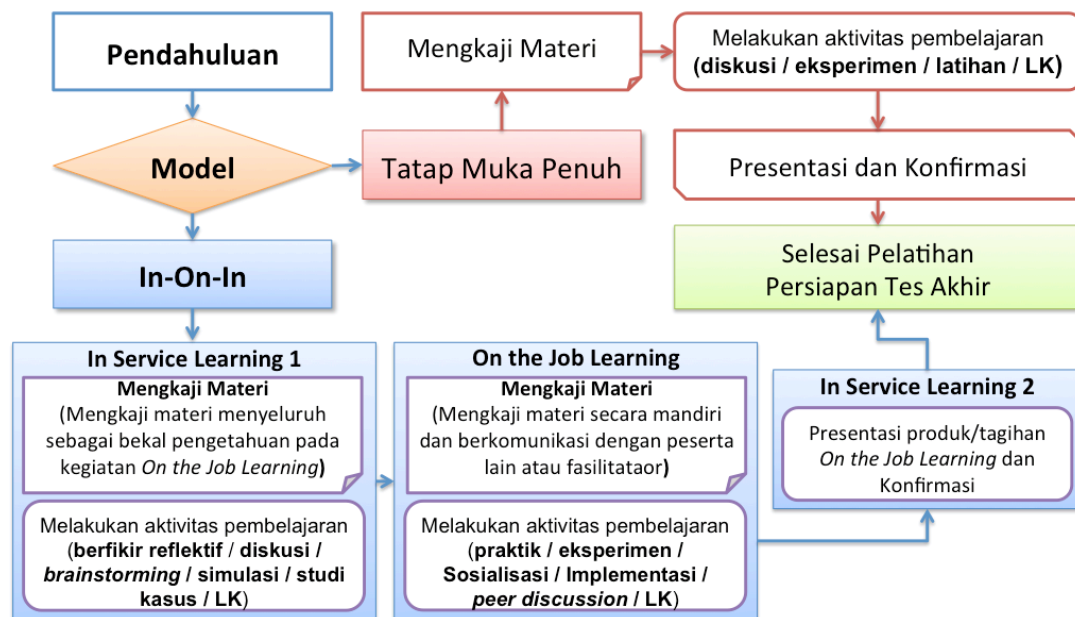 Pendahuluan
Mengkaji Materi
Melakukan aktivitas pembelajaran
(diskusi / eksperimen / latihan / LK)
Model
Tatap Muka Penuh
Presentasi dan Konfirmasi
In-On-In
Selesai Pelatihan
Persiapan Tes Akhir
In Service Learning 1
Mengkaji Materi
(Mengkaji materi menyeluruh
sebagai bekal pengetahuan pada
kegiatan On the Job Learning)
Melakukan aktivitas pembelajaran
(berfikir reflektif / diskusi /
brainstorming / simulasi / studi
kasus / LK)
On the Job Learning
Mengkaji Materi
(Mengkaji materi secara mandiri
dan berkomunikasi dengan peserta
lain atau fasilitataor)
Melakukan aktivitas pembelajaran
(praktik / eksperimen /
Sosialisasi / Implementasi /
peer discussion / LK)
In Service Learning 2
Presentasi produk/tagihan
On the Job Learning dan
Konfirmasi